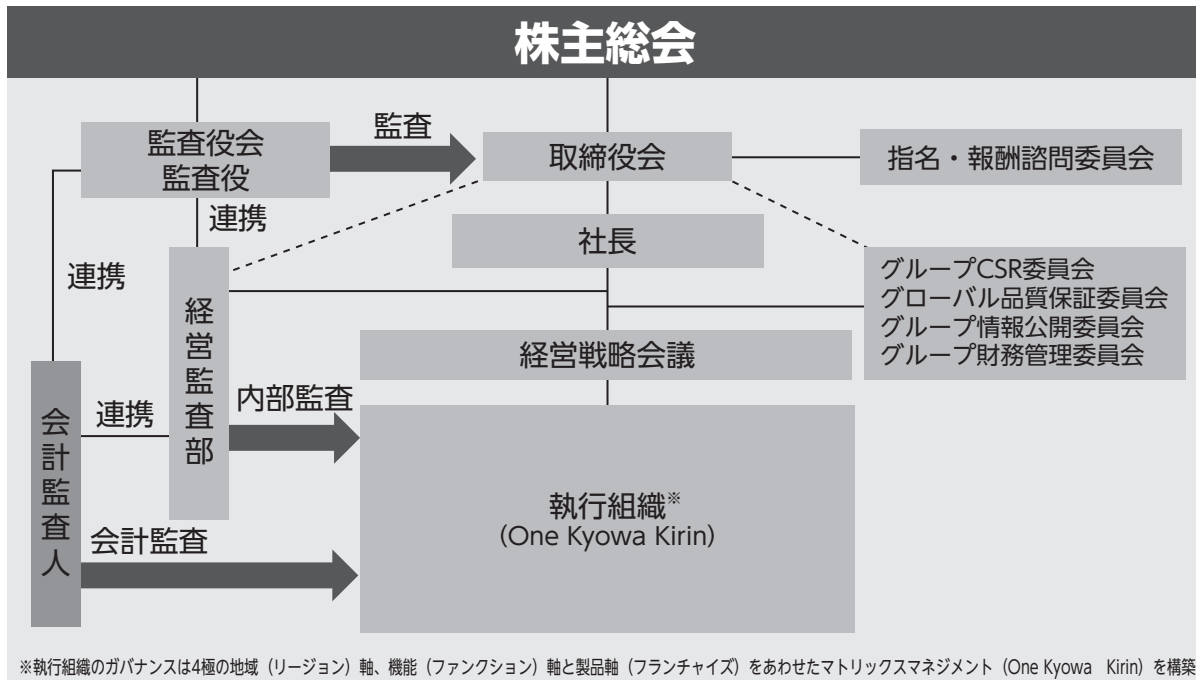 株主総会
監査役会
監査役
監査
取締役会
指名・報酬諮問委員会
連携
社長
連携
グループCSR委員会
グローバル品質保証委員会
グループ情報公開委員会
グループ財務管理委員会
経営監査部
経営戦略会議
内部監査
連携
会計監査人
執行組織※
(One Kyowa Kirin)
会計監査
※執行組織のガバナンスは4極の地域（リージョン）軸、機能（ファンクション）軸と製品軸（フランチャイズ）をあわせたマトリックスマネジメント（One Kyowa　Kirin）を構築